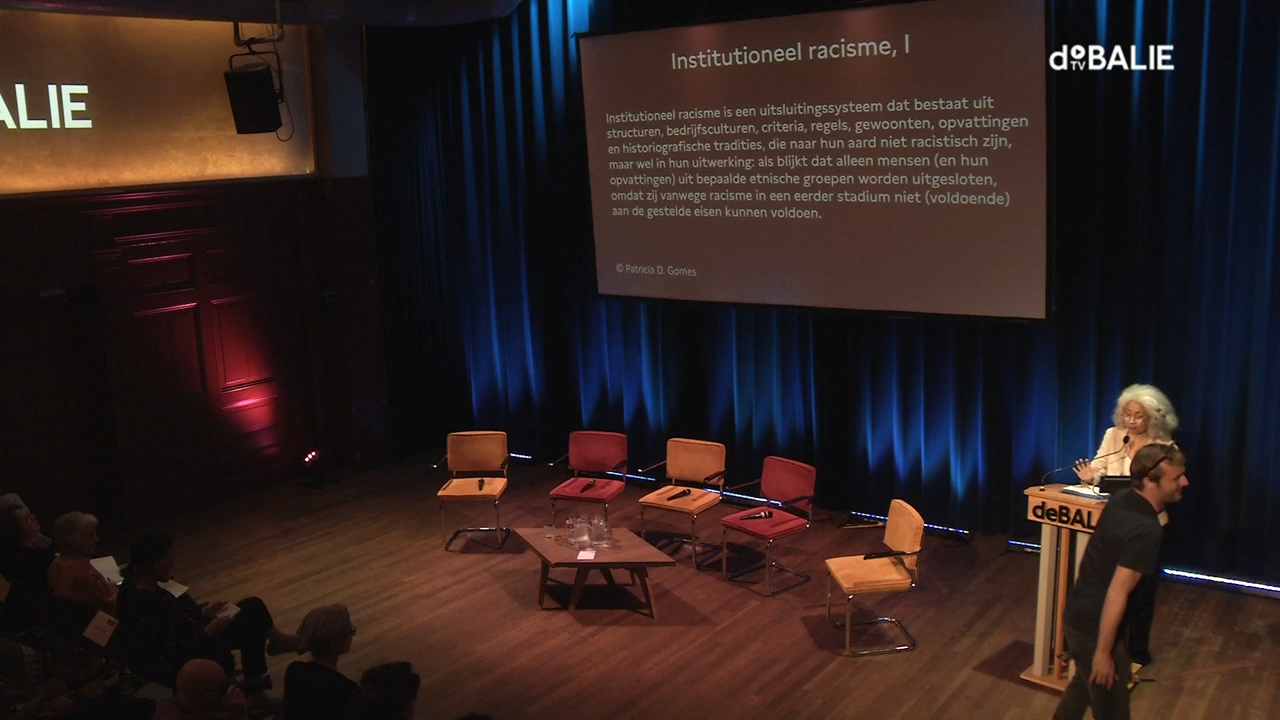 deBALIE
TV
ALIE
Institutioneel racisme, I
Institutioneel racisme is een uitsluitingssysteem dat bestaat uit
structuren, bedrijfsculturen, criteria, regels, gewoonten, opvattingen
en historiografische tradities, die naar hun aard niet racistisch zijn,
maar wel in hun uitwerking: als blijkt dat alleen mensen (en hun
opvattingen) uit bepaalde etnische groepen worden uitgesloten,
omdat zij vanwege racisme in een eerder stadium niet (voldoende)
aan de gestelde eisen kunnen voldoen.
© Patricia D. Gomes
deBAL